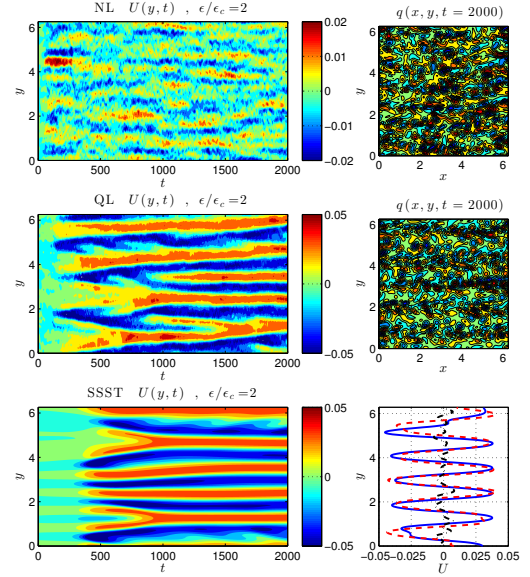 NL U(y,t) , ϵ/ϵc=2
q(x, y, t = 2000)
y
6
4
2
0
0 500 1000 1500 2000
t
0.02
0.01
0
−0.01
−0.02
y
6
4
2
0
0 2 4 6
x
QL U(y,t) , ϵ/ϵc=2
q(x, y, t = 2000)
y
6
4
2
0
0 500 1000 1500 2000
t
0.05
0
−0.05
y
6
4
2
0
0 2 4 6
x
SSST U(y,t) , ϵ/ϵc=2
y
6
4
2
0
0 500 1000 1500 2000
t
0.05
0
−0.05
y
6
4
2
0
−0.05 −0.025 0 0.025 0.05
U